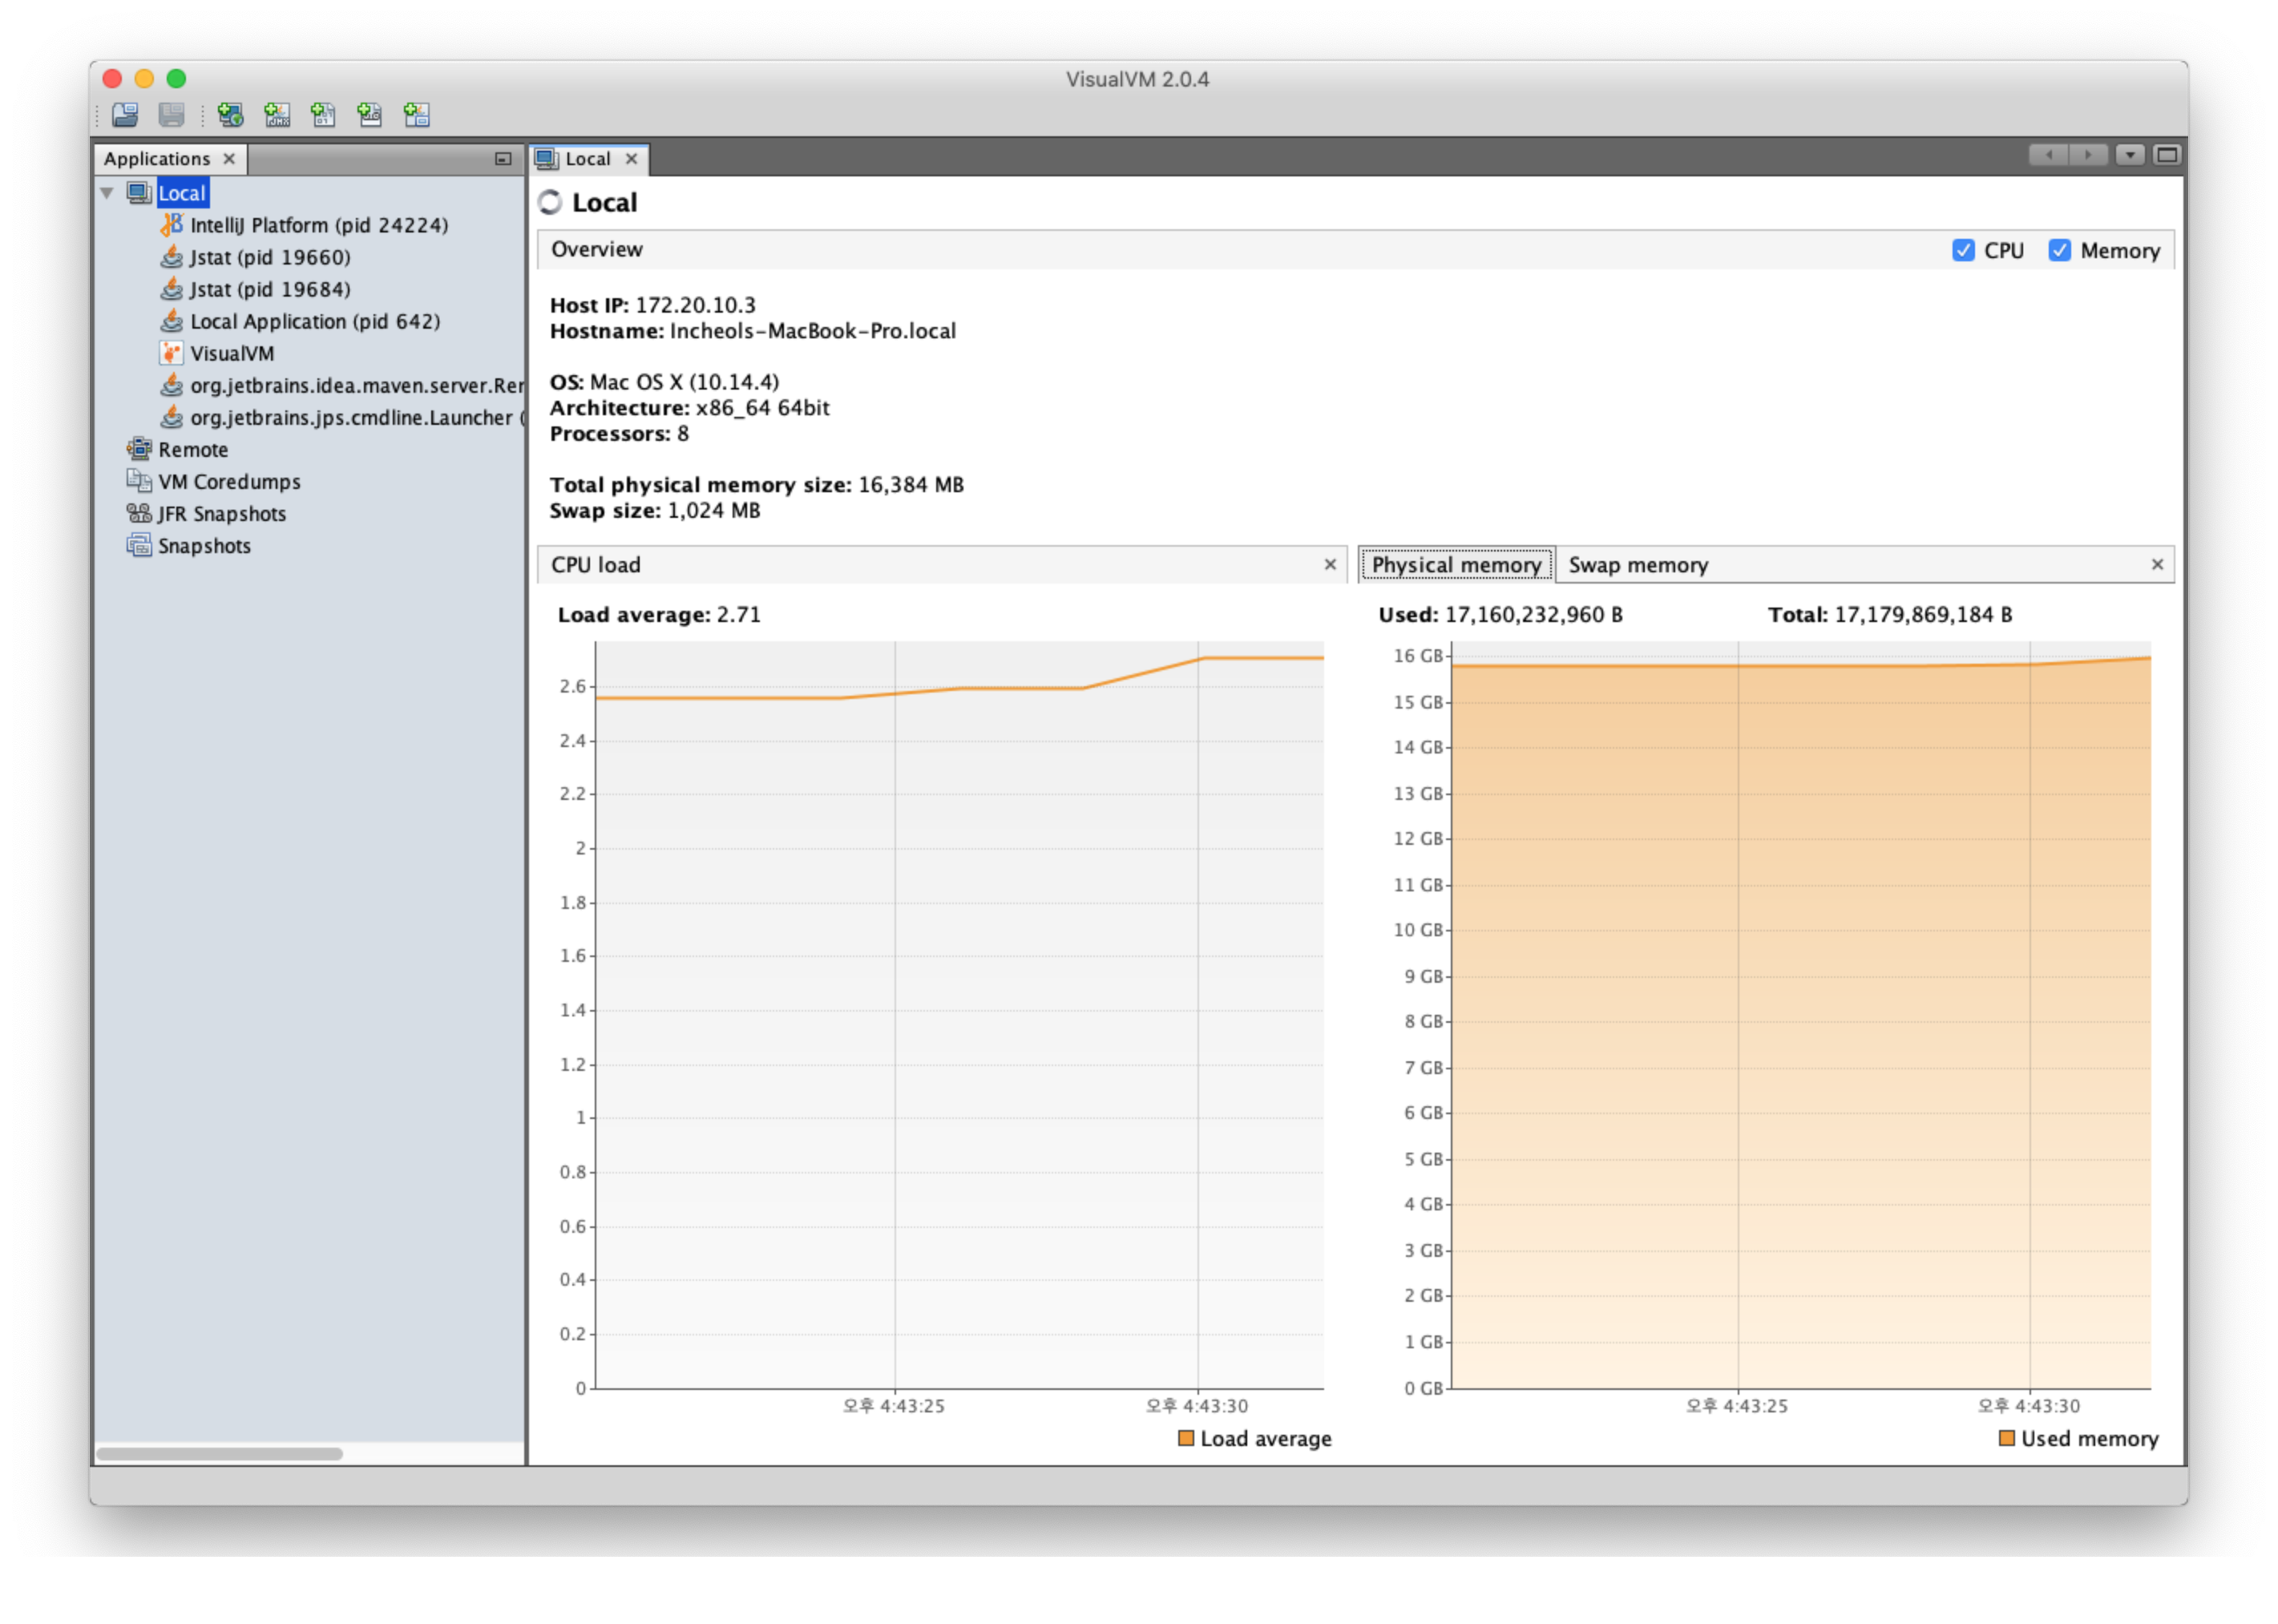 VisualVM 2.0.4
Applications
Local
IntelliJ Platform (pid 24224)
Jstat (pid 19660)
Jstat (pid 19684)
Local Application (pid 642)
VisualVM
org.jetbrains.idea.maven.server.Rer
org.jetbrains.jps.cmdline.Launcher (
Remote
VM Coredumps
JFR Snapshots
Snapshots
Local
Local
Overview
CPU Memory
Host IP: 172.20.10.3
Hostname: Incheols-MacBook-Pro.local
OS: Mac OS X (10.14.4)
Architecture: x86_64 64bit
Processors: 8
Total physical memory size: 16,384 MB
Swap size: 1,024 MB
CPU load
Load average: 2.71
2.6
2.4
2.2
2
1.8
1.6
1.4
1.2
1
0.8
0.6
0.4
0.2
0
오후 4:43:25 오후 4:43:30
Load average
Physical memory Swap memory
Used: 17,160,232,960 B Total: 17,179,869,184 B
16 GB
15 GB
14 GB
13 GB
12 GB
11 GB
10 GB
9 GB
8 GB
7 GB
6 GB
5 GB
4 GB
3 GB
2 GB
1 GB
0 GB
오후 4:43:25 오후 4:43:30
Used memory